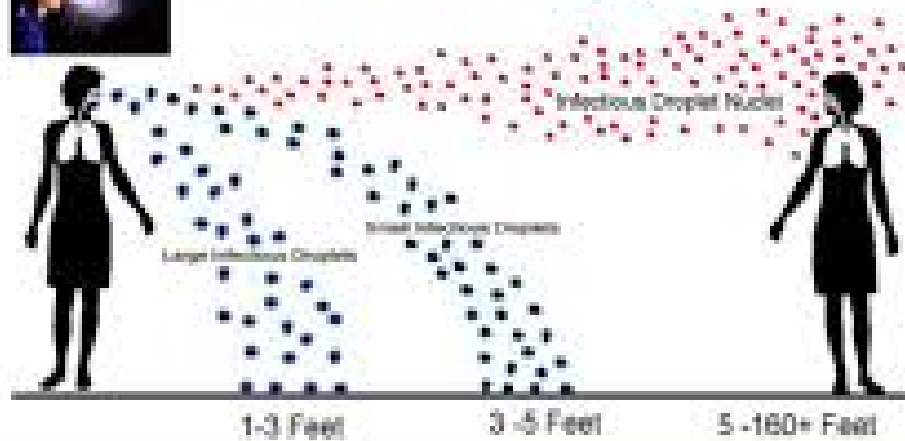 Infectious Droplet Nuclei
Small Infectious Droplets
Large Infectious Droplets
1-3 Feet
3 -5 Feet
5 -160+ Feet